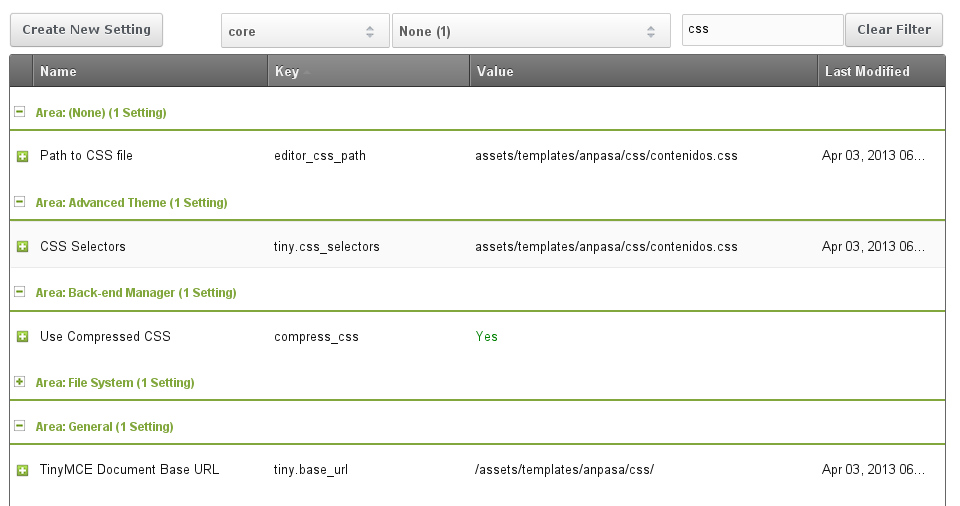 Create New Setting core None (1) css Clear Filter
Name Key Value Last Modified
Area: (None) (1 Setting)
Path to CSS file editor_css_path assets/templates/anpasa/css/contenidos.css Apr 03, 2013 06...
Area: Advanced Theme (1 Setting)
CSS Selectors tiny.css_selectors assets/templates/anpasa/css/contenidos.css Apr 03, 2013 06...
Area: Back-end Manager (1 Setting)
Use Compressed CSS compress_css Yes
Area: File System (1 Setting)
Area: General (1 Setting)
TinyMCE Document Base URL tiny.base_url /assets/templates/anpasa/css/ Apr 03, 2013 06...